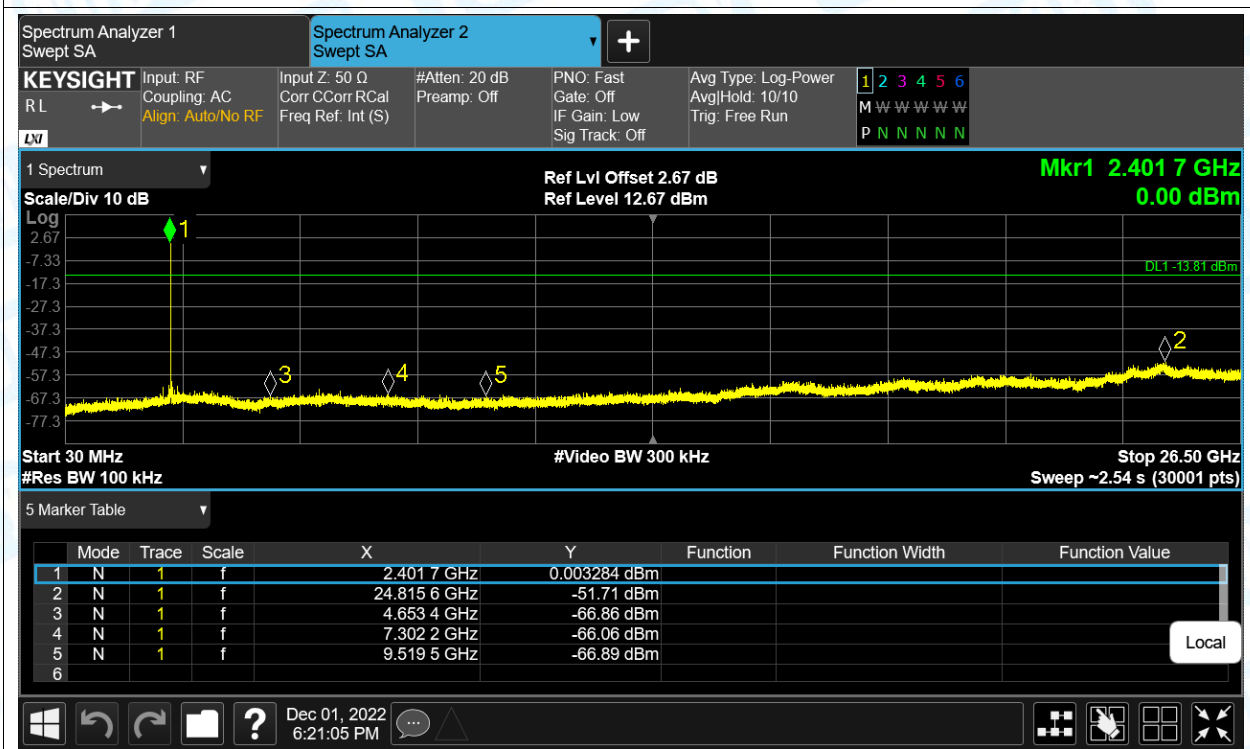 Spectrum Analyzer 1
Swept SA
Spectrum Analyzer 2
Swept SA
KEYSIGHT
R L
LXI
Input: RF
Coupling: AC
Align: Auto/No RF
Input Z: 50 Ω
Corr CCorr RCal
Freq Ref: Int (S)
#Atten: 20 dB
Preamp: Off
PNO: Fast
Gate: Off
IF Gain: Low
Sig Track: Off
Avg Type: Log-Power
Avg|Hold: 10/10
Trig: Free Run
1 2 3 4 5 6
M W W W W W
P N N N N N
1 Spectrum
Scale/Div 10 dB
Ref Lvl Offset 2.67 dB
Ref Level 12.67 dBm
Mkr1 2.401 7 GHz
0.00 dBm
Log
2.67
-7.33
-17.3
-27.3
-37.3
-47.3
-57.3
-67.3
-77.3
1
DL1 -13.81 dBm
2
3
4
5
Start 30 MHz
#Video BW 300 kHz
Stop 26.50 GHz
#Res BW 100 kHz
Sweep ~2.54 s (30001 pts)
5 Marker Table
Mode Trace Scale X Y Function Function Width Function Value
1 N 1 f 2.401 7 GHz 0.003284 dBm
2 N 1 f 24.815 6 GHz -51.71 dBm
3 N 1 f 4.653 4 GHz -66.86 dBm
4 N 1 f 7.302 2 GHz -66.06 dBm
5 N 1 f 9.519 5 GHz -66.89 dBm
6
Local
?
Dec 01, 2022
6:21:05 PM